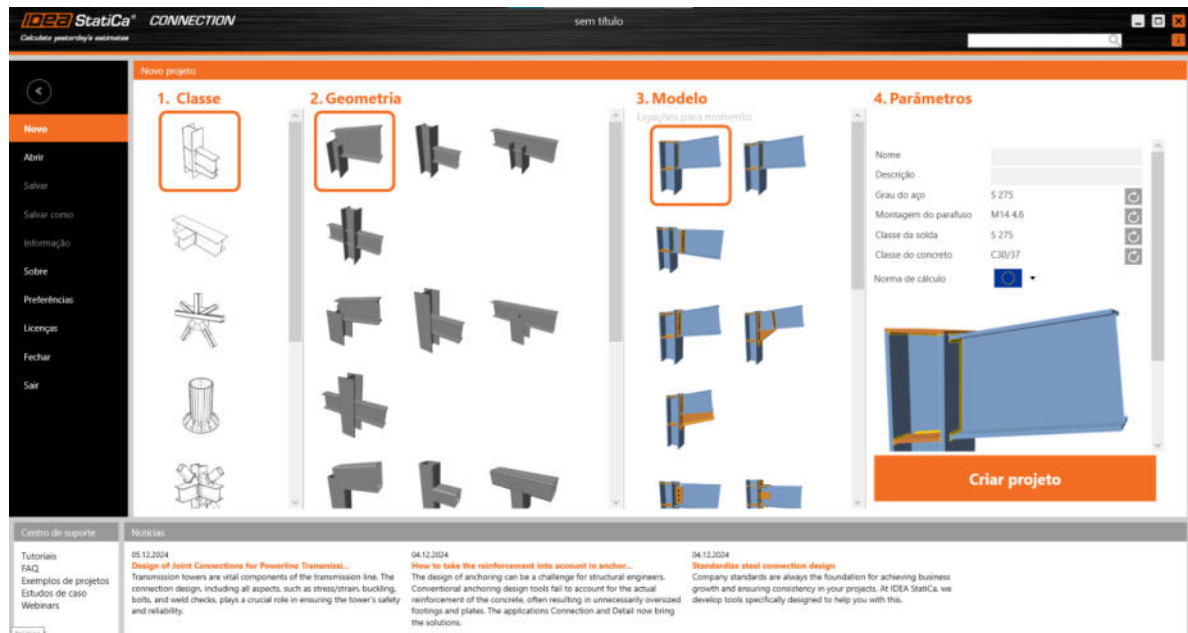 IDEA StatiCa® CONNECTION
Calculate yesterday's estimates
sem título
Novo projeto
Novo
Abrir
Salvar
Salvar como
Informação
Sobre
Preferências
Licenças
Fechar
Sair
1. Classe
2. Geometria
3. Modelo
Ligações para momento
4. Parâmetros
Nome
Descrição
Grau do aço S 275
Montagem do parafuso M14 4.6
Classe da solda S 275
Classe do concreto C30/37
Norma de cálculo
Criar projeto
Centro de suporte
Tutoriais
FAQ
Exemplos de projetos
Estudos de caso
Webinars
Notícias
05.12.2024
Design of Joint Connections for Powerline Transmissi...
Transmission towers are vital components of the transmission line. The
connection design, including all aspects, such as stress/strain, buckling,
bolts, and weld checks, plays a crucial role in ensuring the tower's safety
and reliability.
04.12.2024
How to take the reinforcement into account in anchor...
The design of anchoring can be a challenge for structural engineers.
Conventional anchoring design tools fail to account for the actual
reinforcement of the concrete, often resulting in unnecessarily oversized
footings and plates. The applications Connection and Detail now bring
the solutions.
04.12.2024
Standardize steel connection design
Company standards are always the foundation for achieving business
growth and ensuring consistency in your projects. At IDEA StatiCa, we
develop tools specifically designed to help you with this.